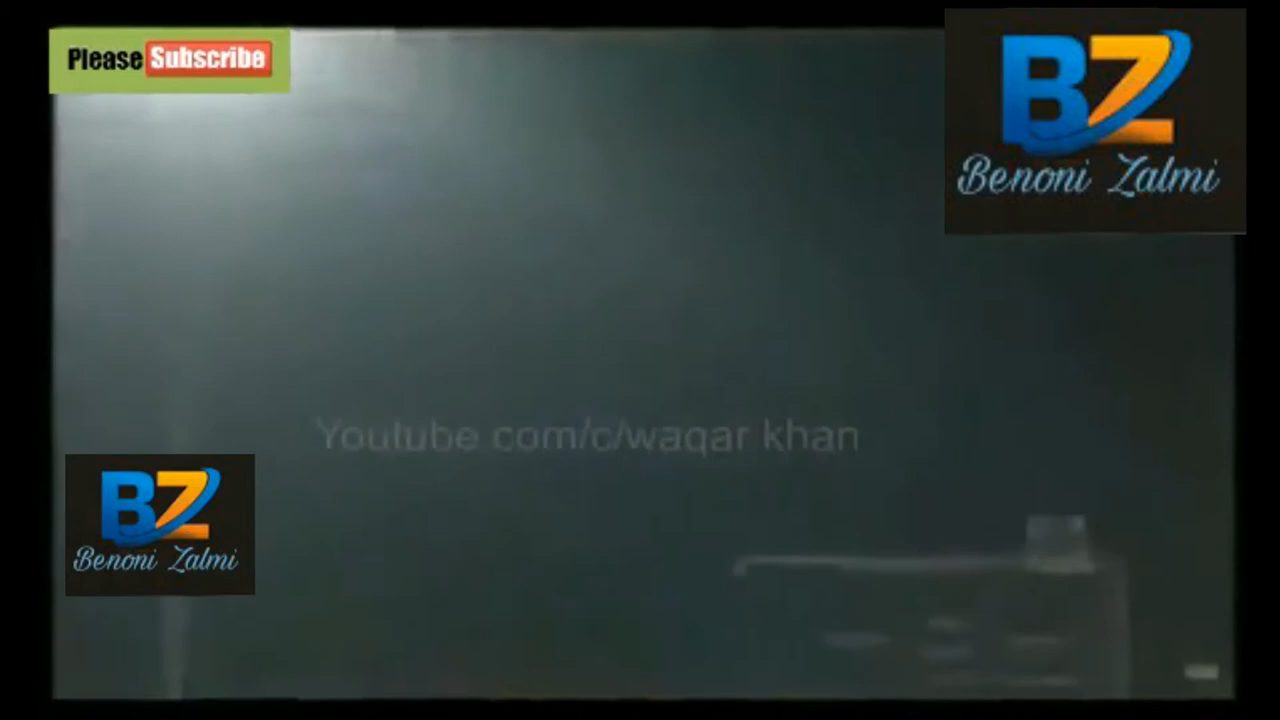 Please Subscribe
BZ
Benoni Zalmi
Youtube com/c/waqar khan
BZ
Benoni Zalmi